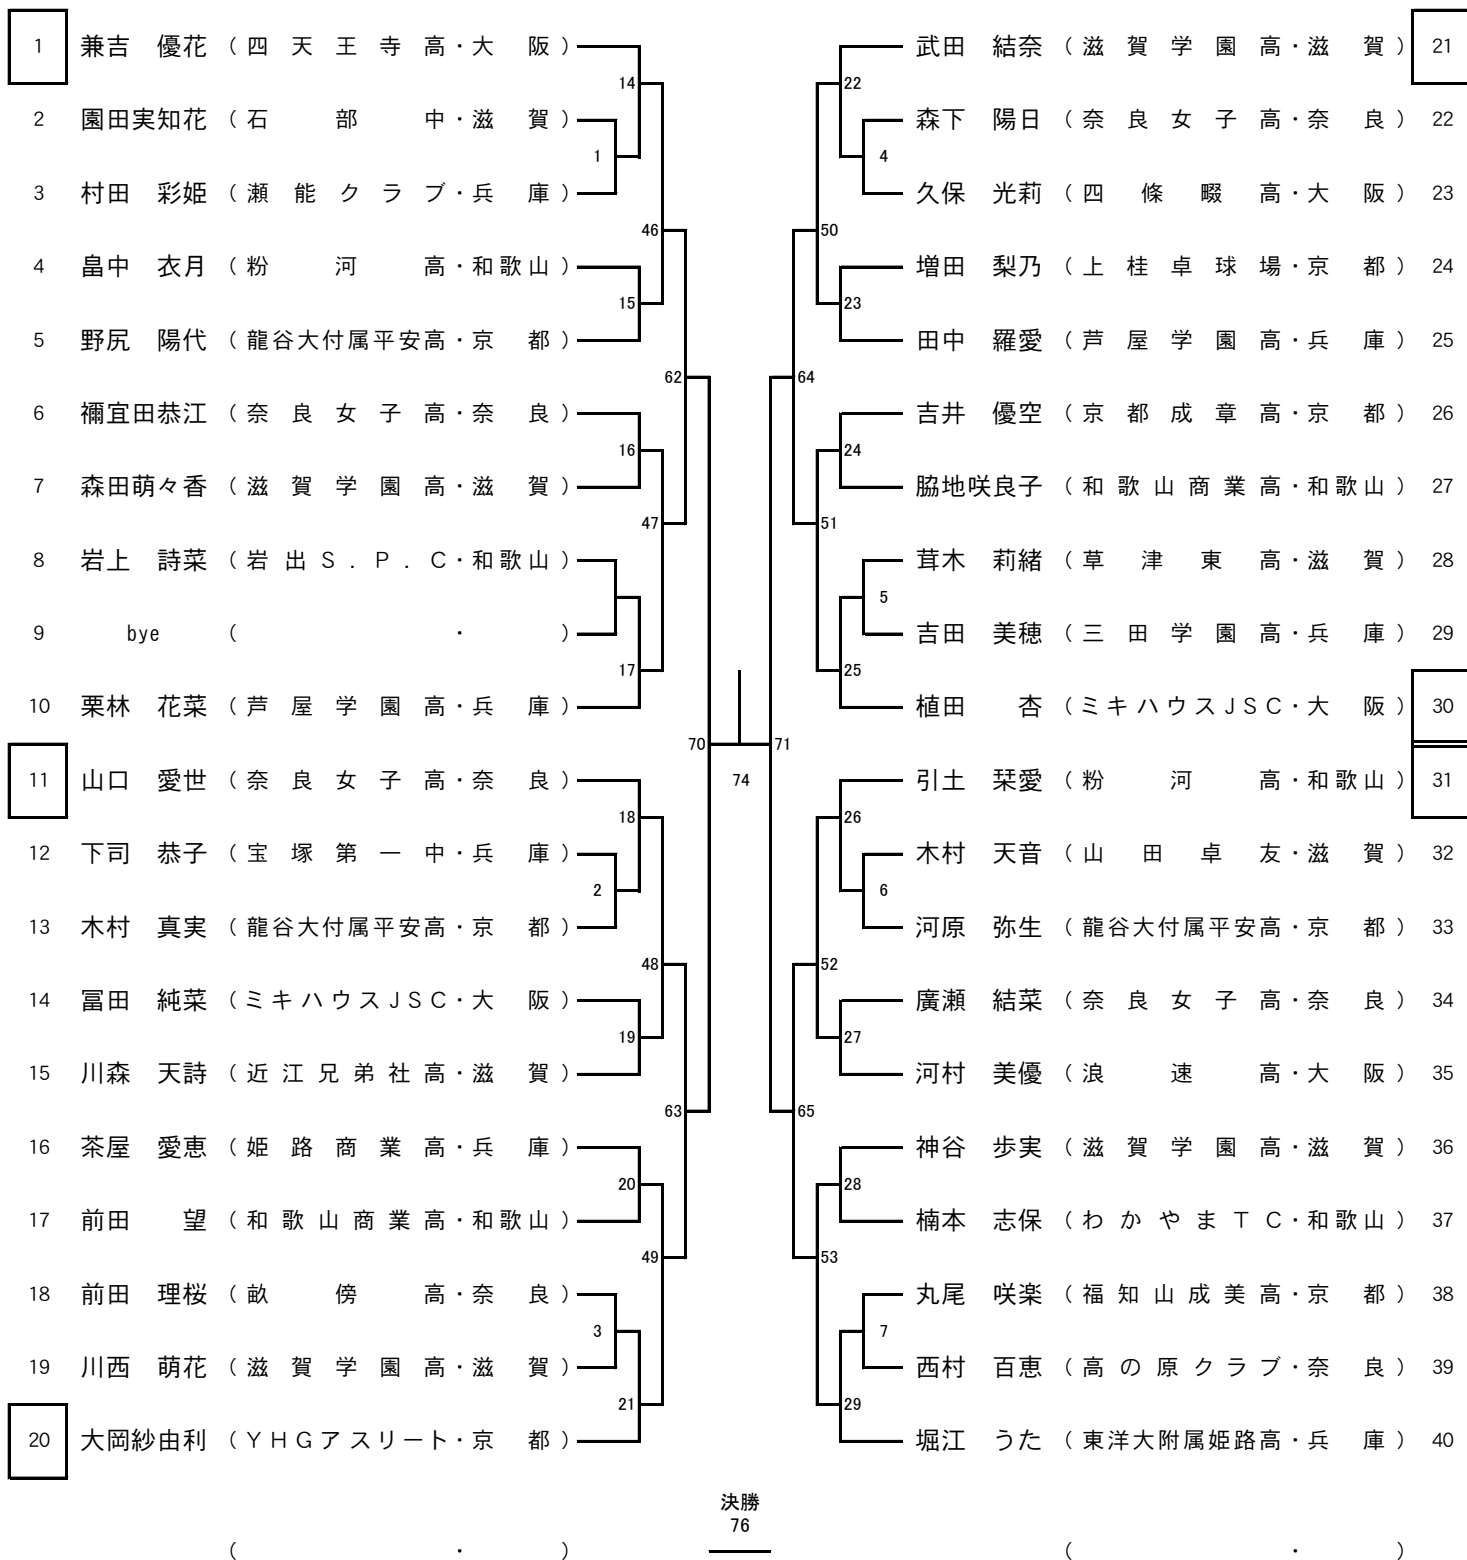 1 兼吉 優花 ( 四天王寺高・大阪 ) 武田 結奈 ( 滋賀学園高・滋賀 ) 21
14 22
2 園田実知花 ( 石部中・滋賀 ) 森下 陽日 ( 奈良女子高・奈良 ) 22
1 4
3 村田 彩姫 ( 瀬能クラブ・兵庫 ) 久保 光莉 ( 四條畷高・大阪 ) 23
46 50
4 畠中 衣月 ( 粉河高・和歌山 ) 増田 梨乃 ( 上桂卓球場・京都 ) 24
15 23
5 野尻 陽代 ( 龍谷大付属平安高・京都 ) 田中 羅愛 ( 芦屋学園高・兵庫 ) 25
62 64
6 禰宜田恭江 ( 奈良女子高・奈良 ) 吉井 優空 ( 京都成章高・京都 ) 26
16 24
7 森田萌々香 ( 滋賀学園高・滋賀 ) 脇地咲良子 ( 和歌山商業高・和歌山 ) 27
47 51
8 岩上 詩菜 ( 岩出S.P.C・和歌山 ) 茸木 莉緒 ( 草津東高・滋賀 ) 28
5
9 bye ( ・ ) 吉田 美穂 ( 三田学園高・兵庫 ) 29
17 25
10 栗林 花菜 ( 芦屋学園高・兵庫 ) 植田 杏 ( ミキハウスJSC・大阪 ) 30
70 71
11 山口 愛世 ( 奈良女子高・奈良 ) 74 引土 栞愛 ( 粉河高・和歌山 ) 31
18 26
12 下司 恭子 ( 宝塚第一中・兵庫 ) 木村 天音 ( 山田卓友・滋賀 ) 32
2 6
13 木村 真実 ( 龍谷大付属平安高・京都 ) 河原 弥生 ( 龍谷大付属平安高・京都 ) 33
48 52
14 冨田 純菜 ( ミキハウスJSC・大阪 ) 廣瀬 結菜 ( 奈良女子高・奈良 ) 34
19 27
15 川森 天詩 ( 近江兄弟社高・滋賀 ) 河村 美優 ( 浪速高・大阪 ) 35
63 65
16 茶屋 愛恵 ( 姫路商業高・兵庫 ) 神谷 歩実 ( 滋賀学園高・滋賀 ) 36
20 28
17 前田 望 ( 和歌山商業高・和歌山 ) 楠本 志保 ( わかやまTC・和歌山 ) 37
49 53
18 前田 理桜 ( 畝傍高・奈良 ) 丸尾 咲楽 ( 福知山成美高・京都 ) 38
3 7
19 川西 萌花 ( 滋賀学園高・滋賀 ) 西村 百恵 ( 高の原クラブ・奈良 ) 39
21 29
20 大岡紗由利 ( YHGアスリート・京都 ) 堀江 うた ( 東洋大附属姫路高・兵庫 ) 40
決勝
76
( ・ ) ( ・ )